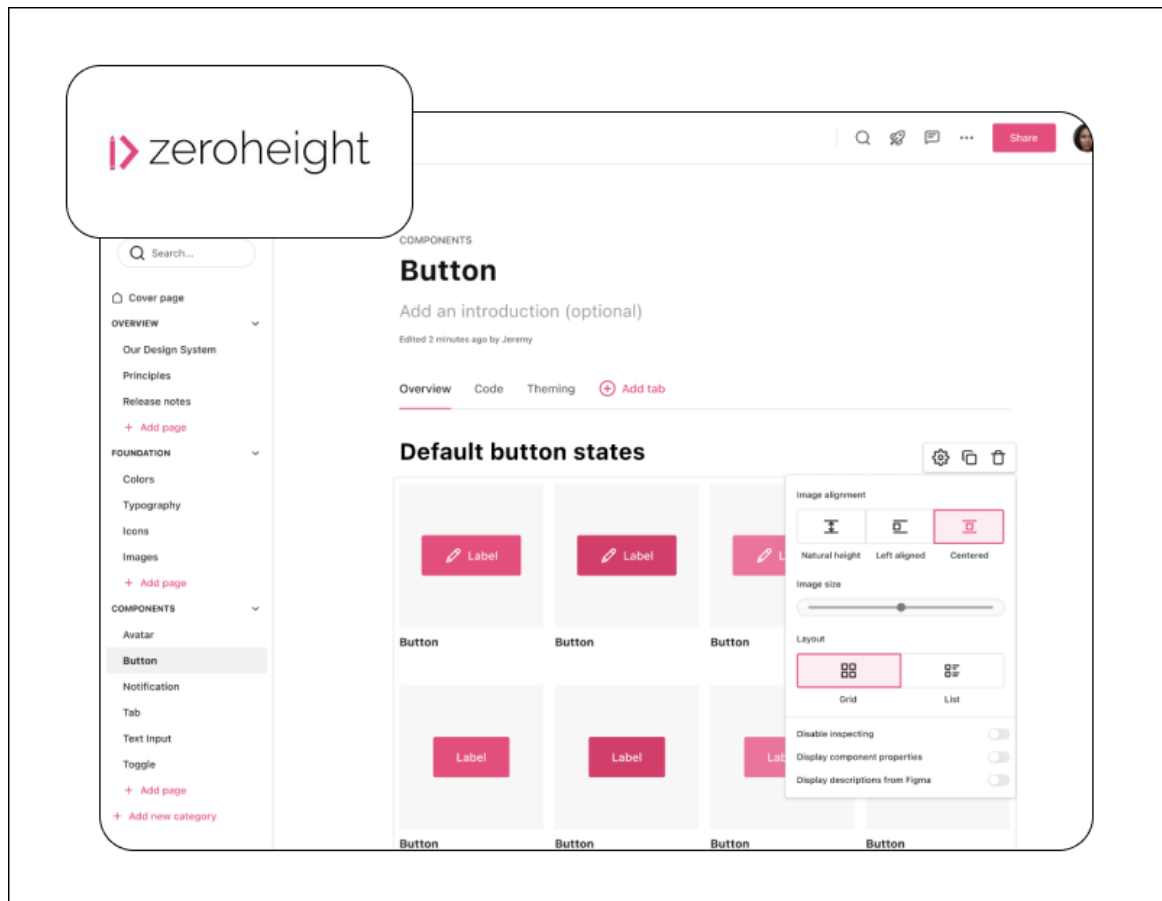 zeroheight
Share
Search...
Cover page
OVERVIEW
Our Design System
Principles
Release notes
+ Add page
FOUNDATION
Colors
Typography
Icons
Images
+ Add page
COMPONENTS
Avatar
Button
Notification
Tab
Text Input
Toggle
+ Add page
+ Add new category
COMPONENTS
Button
Add an introduction (optional)
Edited 2 minutes ago by Jeremy
Overview Code Theming + Add tab
Default button states
Label Label L
Button Button Button
Label Label Lab
Button Button Button Button
Image alignment
Natural height Left aligned Centered
Image size
Layout
Grid List
Disable inspecting
Display component properties
Display descriptions from Figma